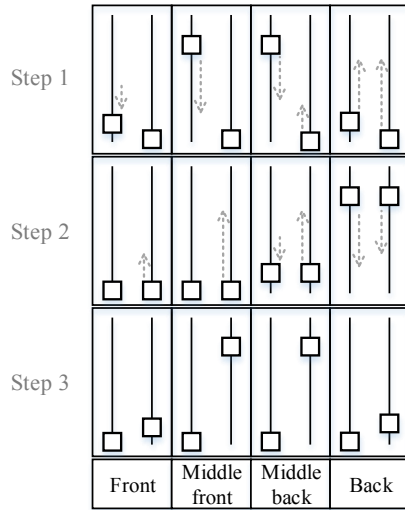 Step 1
Step 2
Step 3
Front
Middle
front
Middle
back
Back